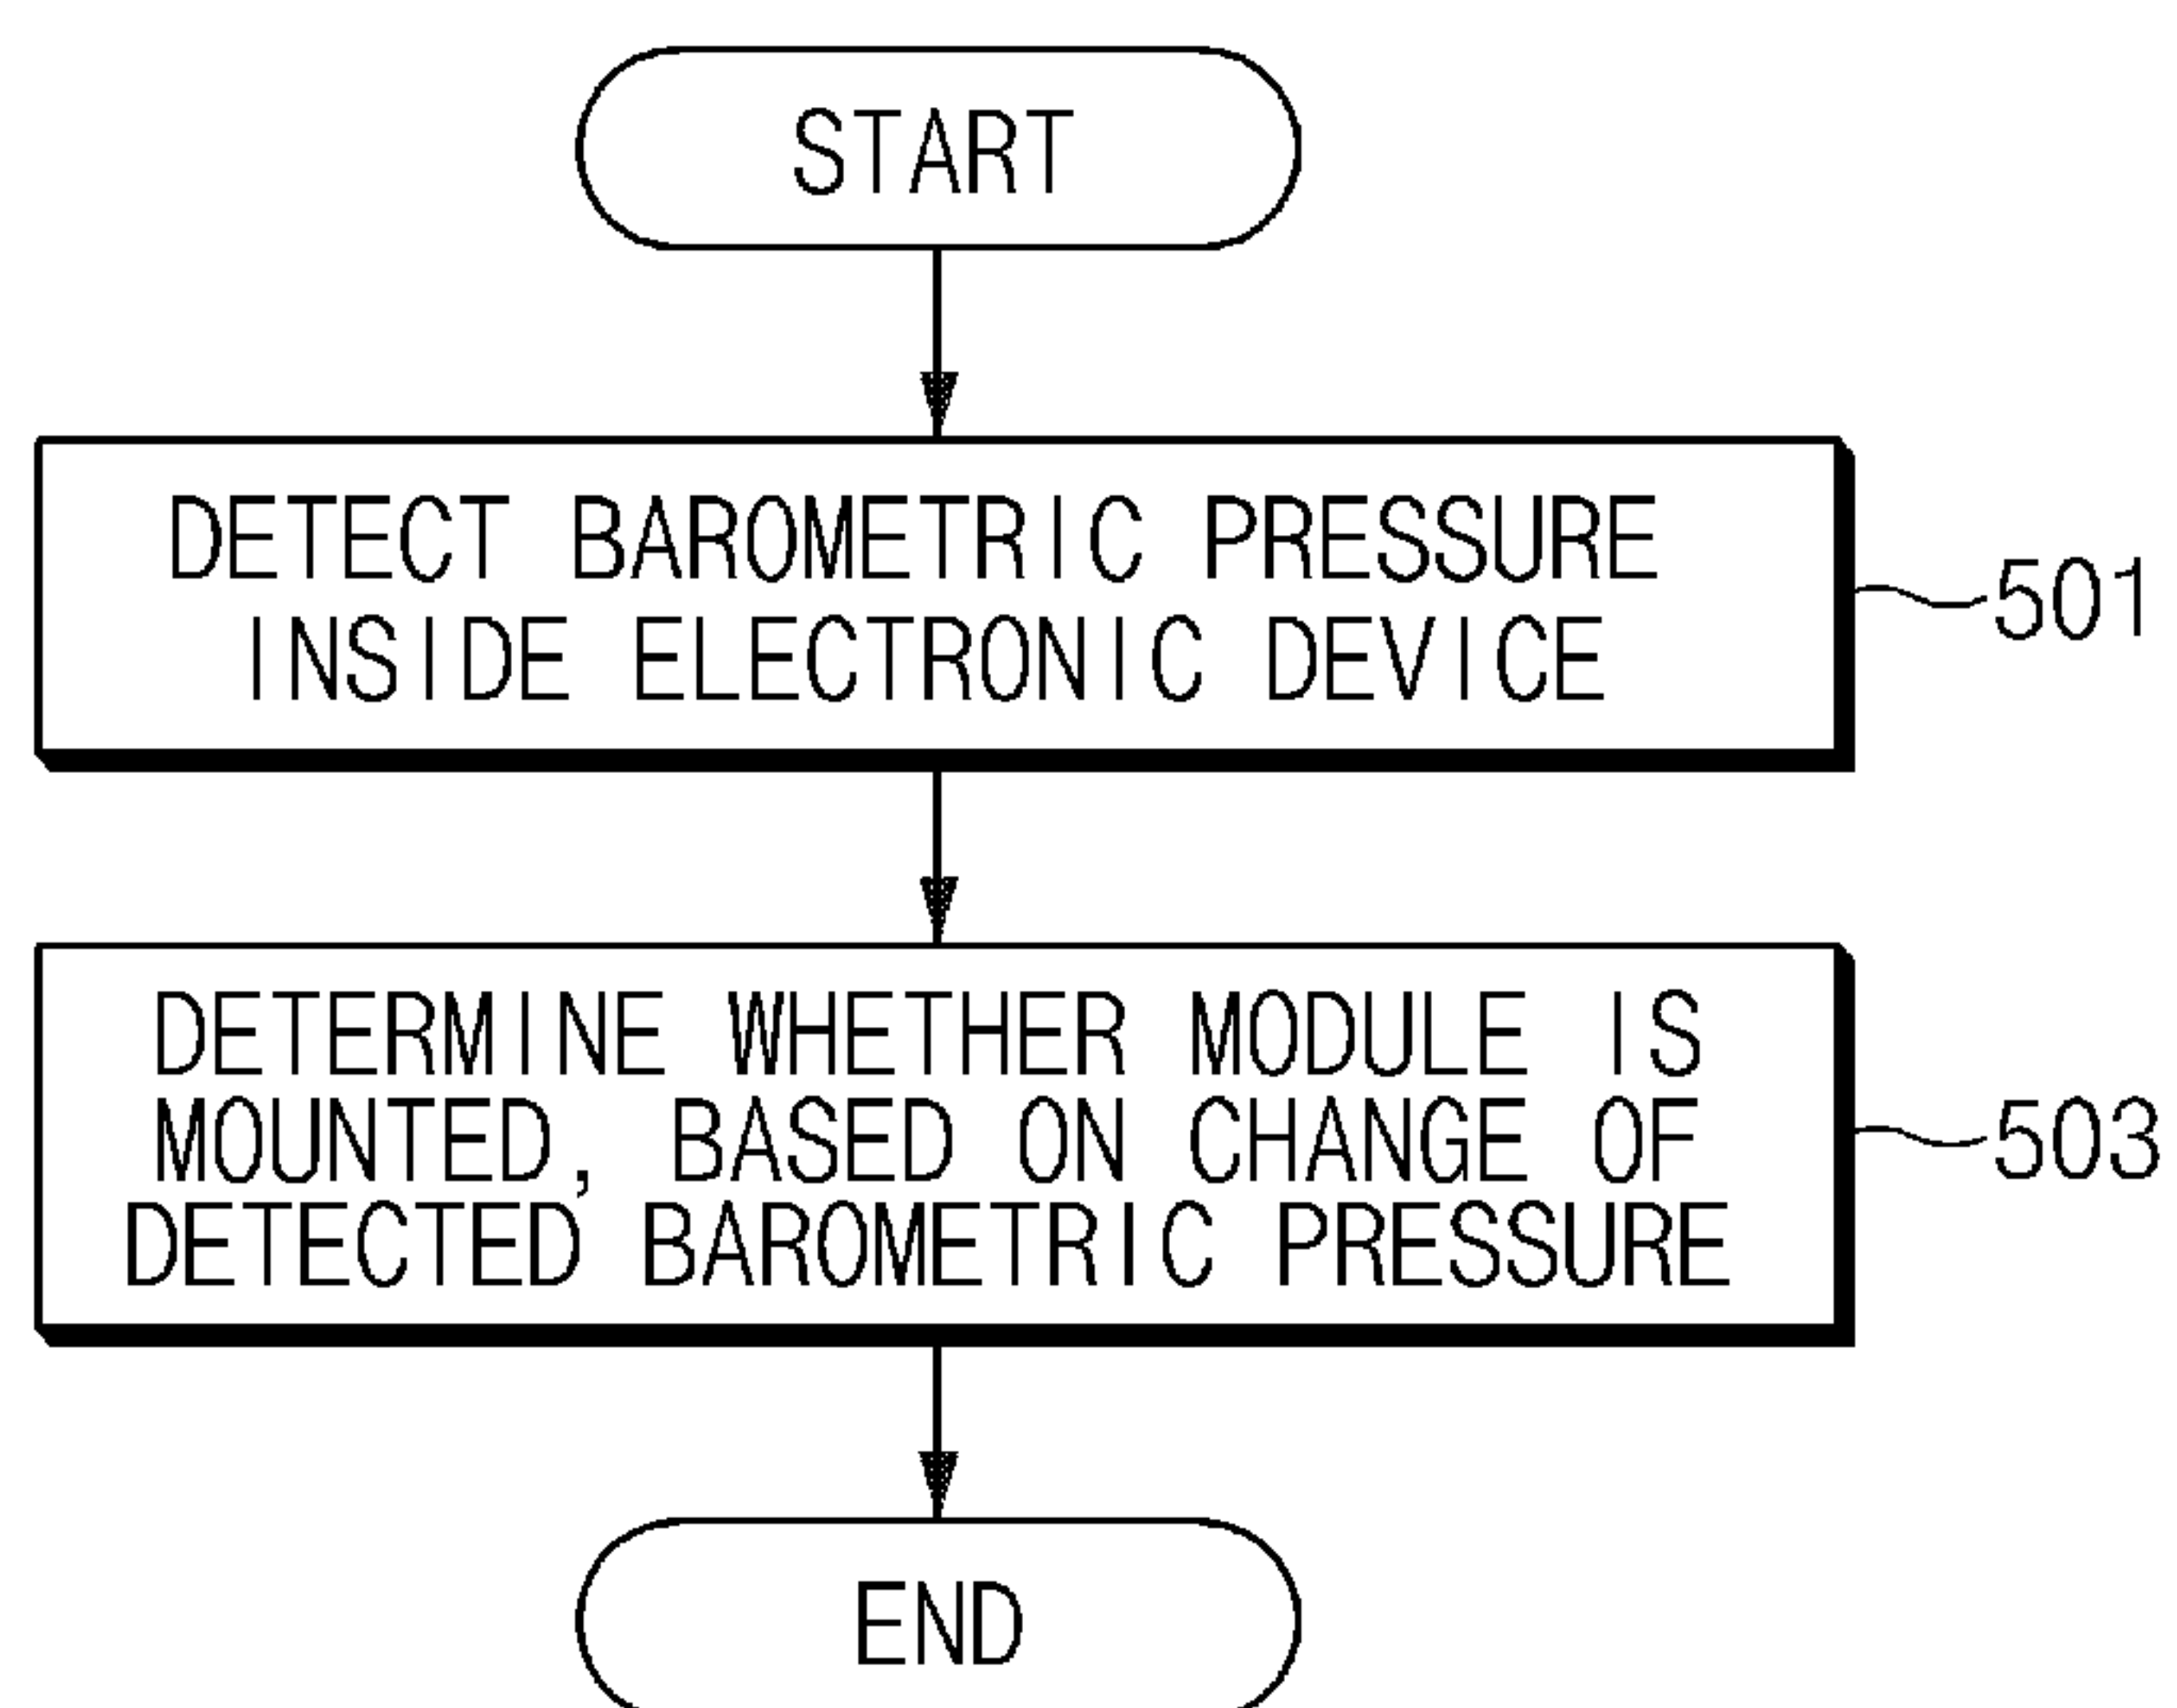 START
DETECT BAROMETRIC PRESSURE
INSIDE ELECTRONIC DEVICE
501
DETERMINE WHETHER MODULE IS
MOUNTED, BASED ON CHANGE OF
DETECTED BAROMETRIC PRESSURE
503
END